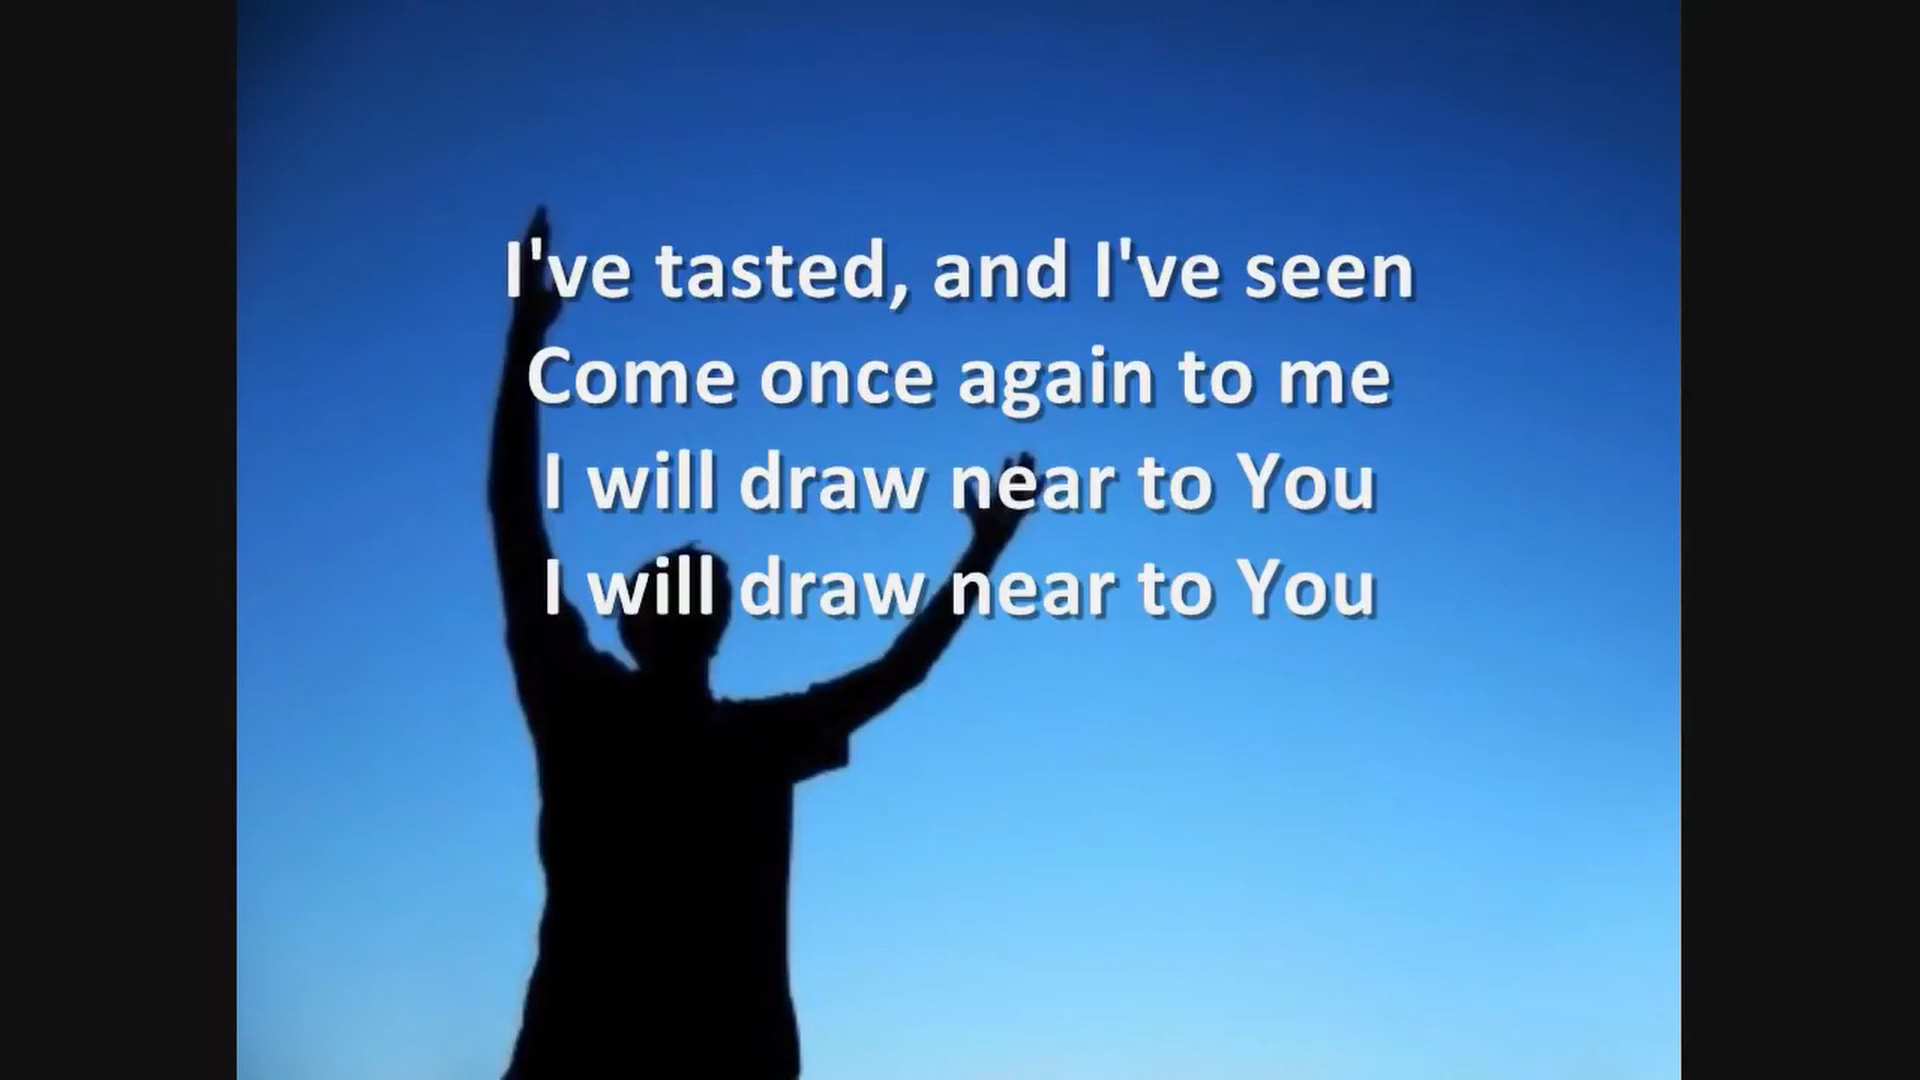 I've tasted, and I've seen
Come once again to me
I will draw near to You
I will draw near to You